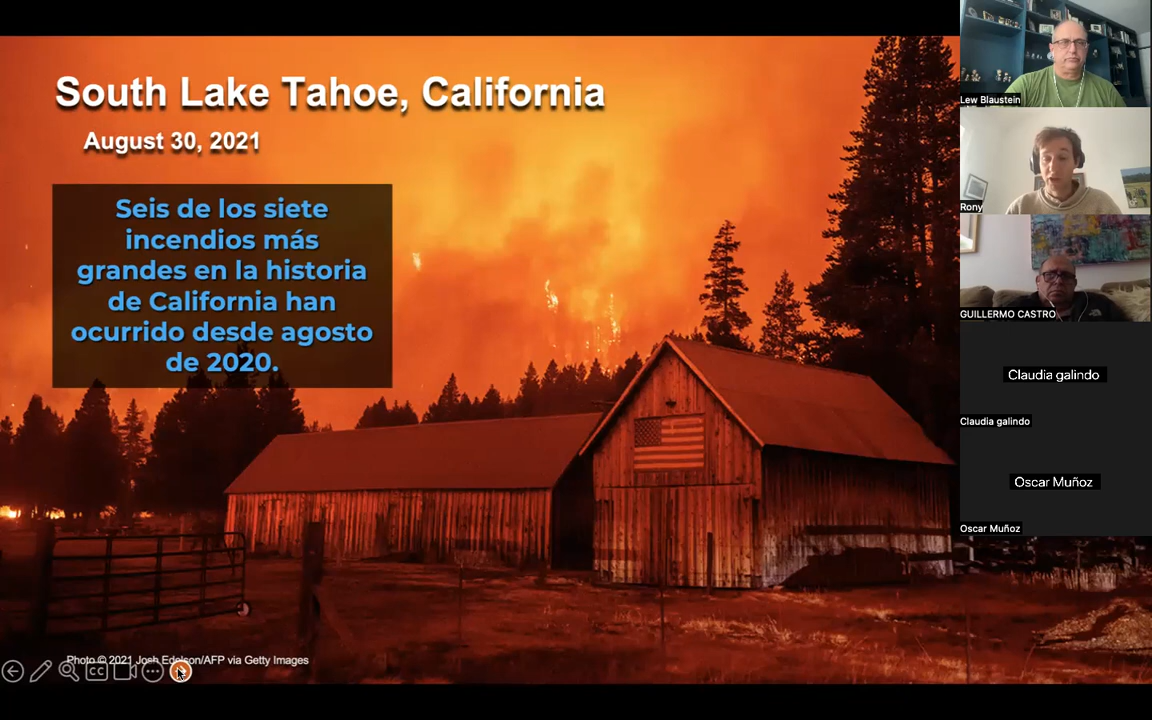 South Lake Tahoe, California
August 30, 2021
Seis de los siete
incendios más
grandes en la historia
de California han
ocurrido desde agosto
de 2020.
Photo © 2021 Josh Edelson/AFP via Getty Images
CC
Lew Blaustein
Rony
GUILLERMO CASTRO
Claudia galindo
Claudia galindo
Oscar Muñoz
Oscar Muñoz